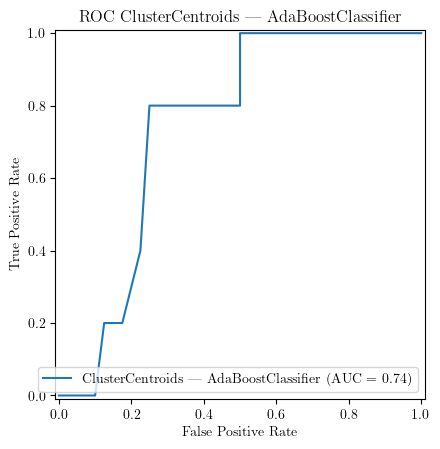 ROC ClusterCentroids — AdaBoostClassifier
1.0
0.8
0.6
0.4
0.2
0.0
True Positive Rate
ClusterCentroids — AdaBoostClassifier (AUC = 0.74)
0.0 0.2 0.4 0.6 0.8 1.0
False Positive Rate